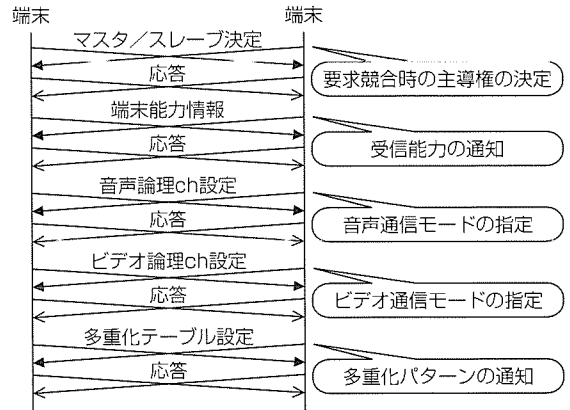 端末 端末
マスタ／スレーブ決定
応答
要求競合時の主導権の決定
端末能力情報
応答
受信能力の通知
音声論理ch設定
応答
音声通信モードの指定
ビデオ論理ch設定
応答
ビデオ通信モードの指定
多重化テーブル設定
応答
多重化パターンの通知